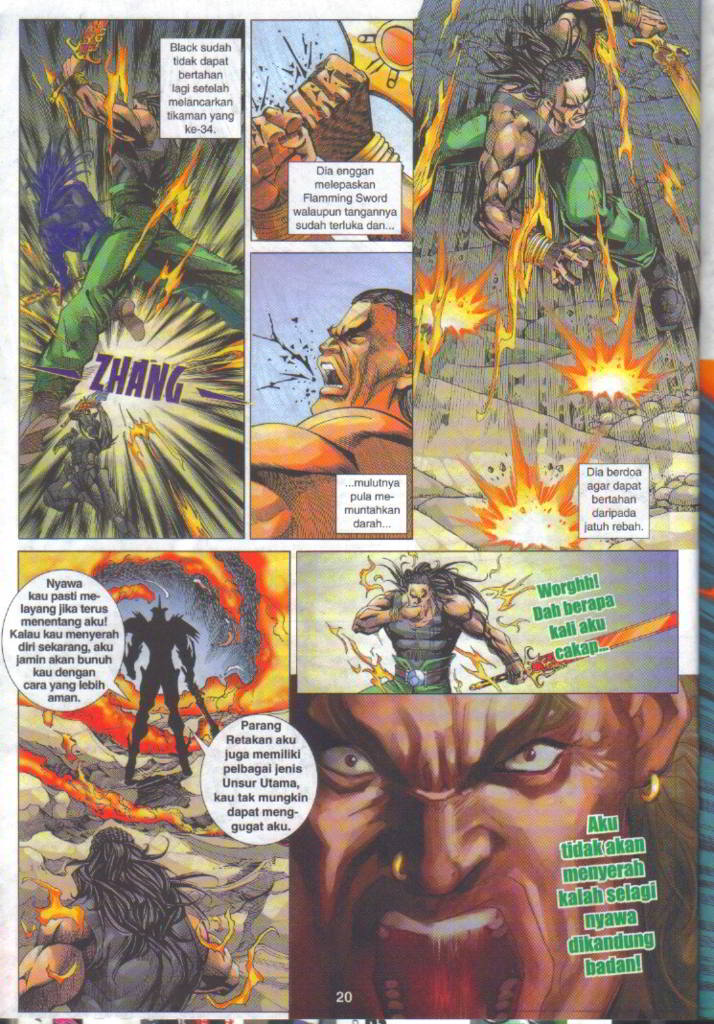 Black sudah
tidak dapat
bertahan
lagi setelah
melancarkan
tikaman yang
ke-34.
ZHANG
Dia enggan
melepaskan
Flamming Sword
walaupun tangannya
sudah terluka dan...
...mulutnya
pula me-
muntahkan
darah...
Dia berdoa
agar dapat
bertahan
daripada
jatuh rebah.
Nyawa
kau pasti me-
layang jika terus
menentang aku!
Kalau kau menyerah
diri sekarang, aku
jamin akan bunuh
kau dengan
cara yang lebih
aman.
Parang
Retakan aku
juga memiliki
pelbagai jenis
Unsur Utama,
kau tak mungkin
dapat meng-
gugat aku.
Worghh!
Dah berapa
kali aku
cakap...
Aku
tidak akan
menyerah
kalah selagi
nyawa
dikandung
badan!
20